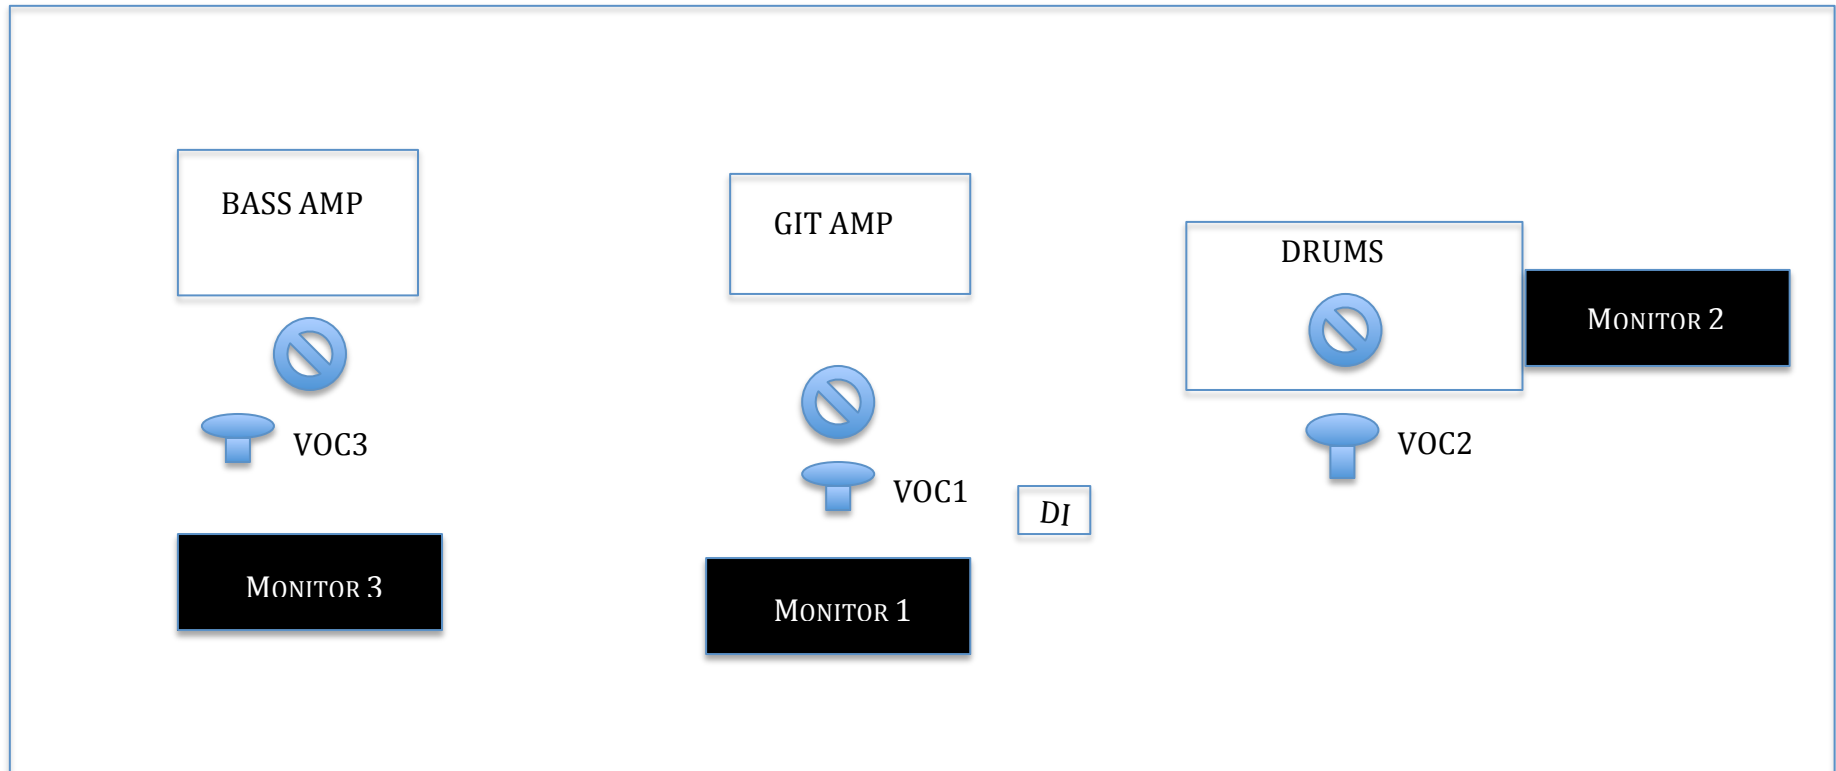 BASS AMP
GIT AMP
DRUMS
MONITOR 2
VOC3
VOC1
VOC2
DI
MONITOR 3
MONITOR 1